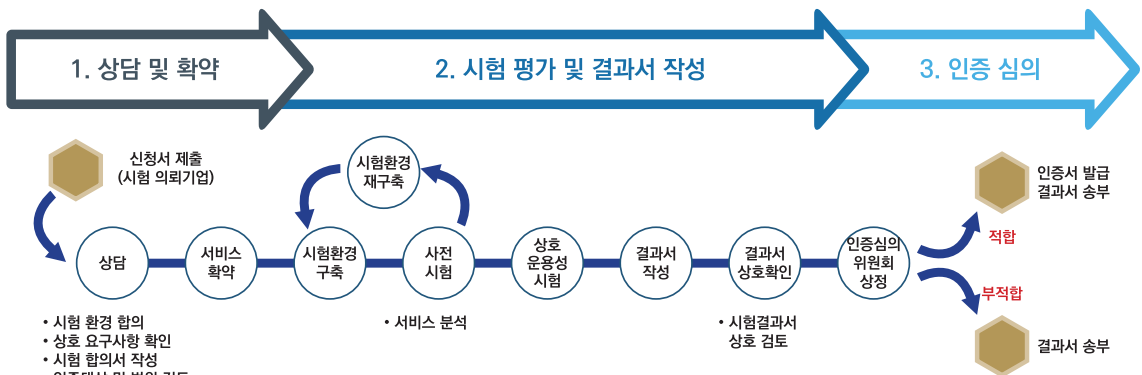 1. 상담 및 확약
2. 시험 평가 및 결과서 작성
3. 인증 심의
신청서 제출
(시험 의뢰기업)
시험환경
재구축
인증서 발급
결과서 송부
적합
상담
서비스
확약
시험환경
구축
사전
시험
상호
운용성
시험
결과서
작성
결과서
상호확인
인증심의
위원회
상정
부적합
• 시험 환경 합의
• 상호 요구사항 확인
• 시험 합의서 작성
• 서비스 분석
• 시험결과서
상호 검토
결과서 송부